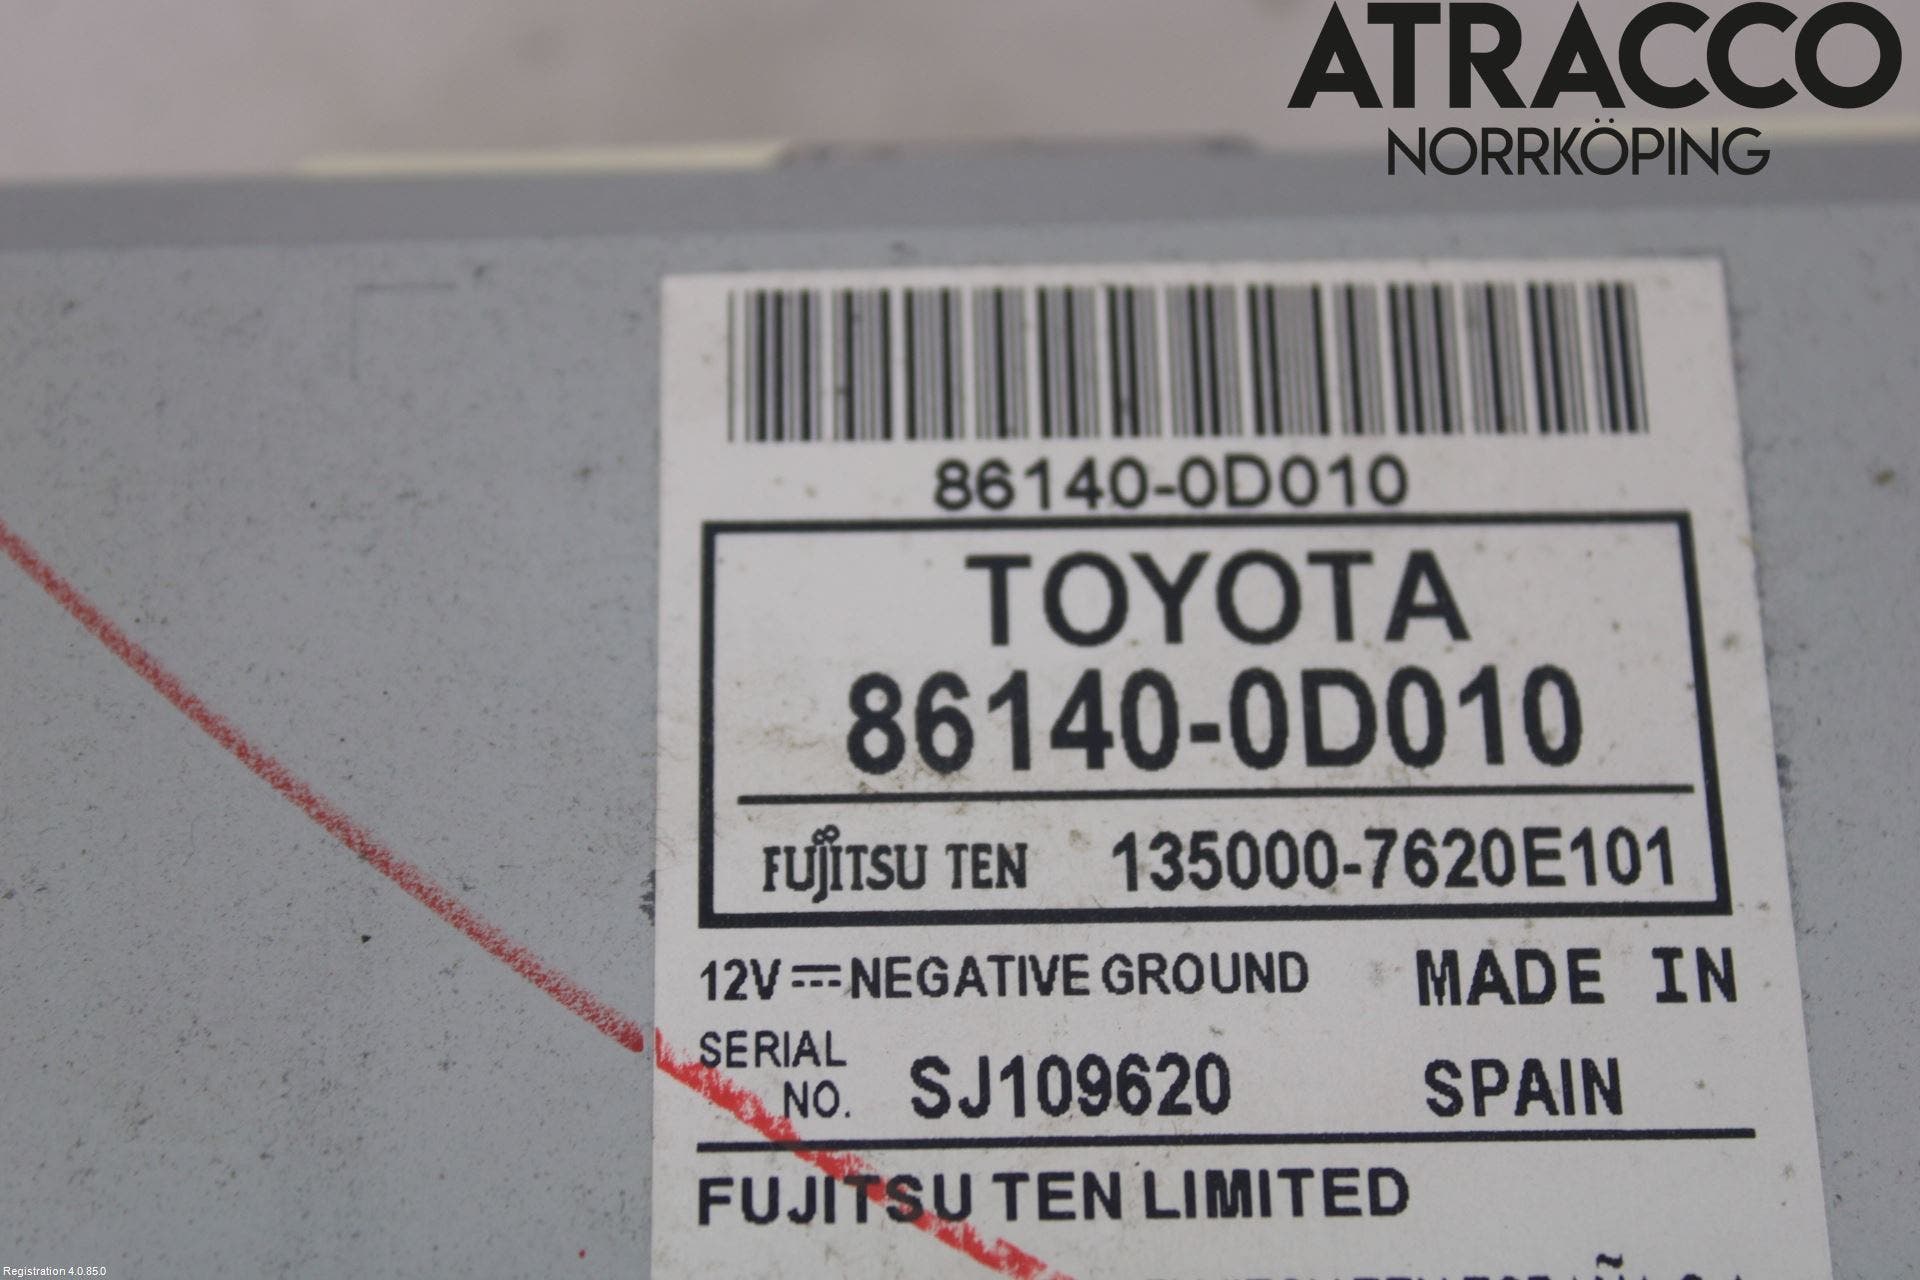 ATRACCO
NORRKÖPING
86140-0D010
TOYOTA
86140-0D010
FUJITSU TEN 135000-7620E101
12V NEGATIVE GROUND MADE IN
SERIAL
NO. SJ109620 SPAIN
FUJITSU TEN LIMITED
Registration 4.0.85.0